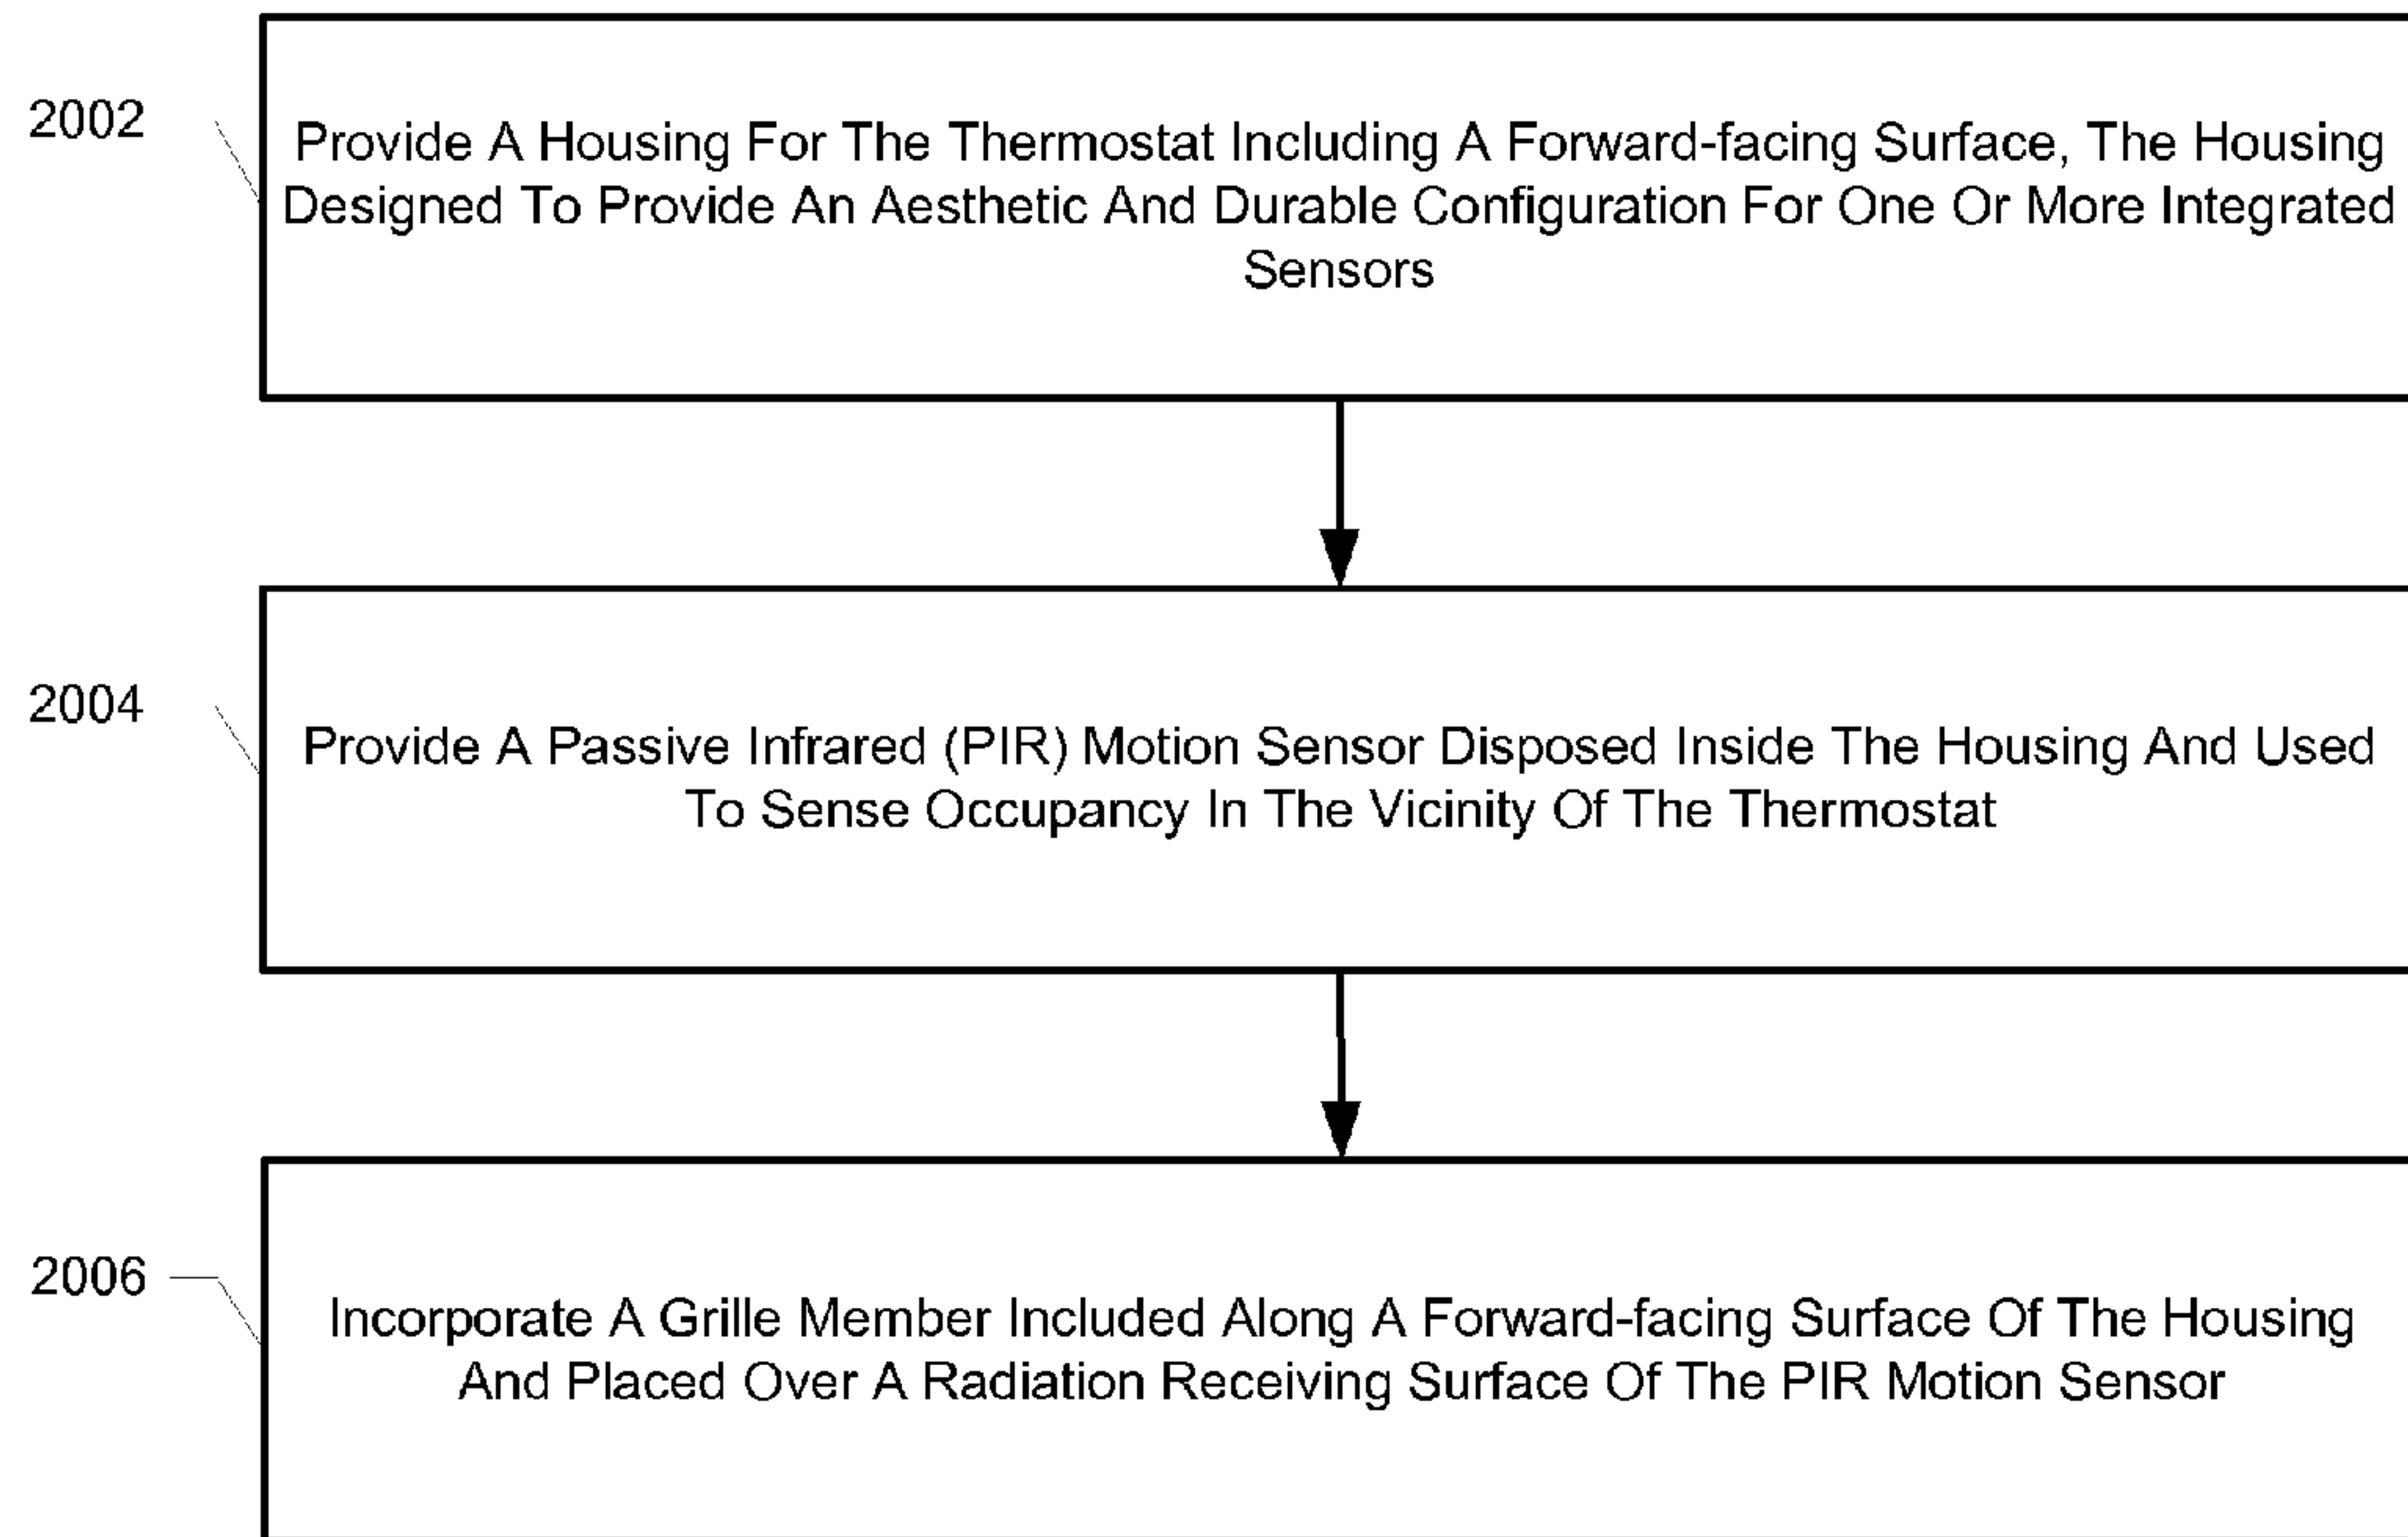 2002
Provide A Housing For The Thermostat Including A Forward-facing Surface, The Housing
Designed To Provide An Aesthetic And Durable Configuration For One Or More Integrated
Sensors
2004
Provide A Passive Infrared (PIR) Motion Sensor Disposed Inside The Housing And Used
To Sense Occupancy In The Vicinity Of The Thermostat
2006
Incorporate A Grille Member Included Along A Forward-facing Surface Of The Housing
And Placed Over A Radiation Receiving Surface Of The PIR Motion Sensor